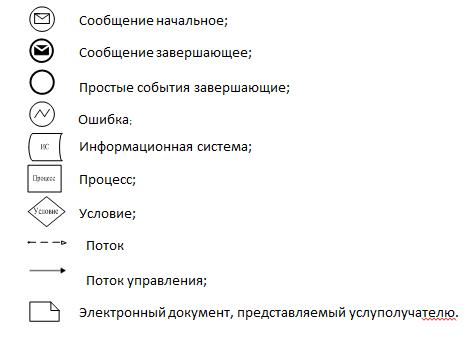 Сообщение начальное;
Сообщение завершающее;
Простые события завершающие;
Ошибка;
ИС Информационная система;
Процесс Процесс;
Условие Условие;
Поток
Поток управления;
Электронный документ, представляемый услуполучателю.